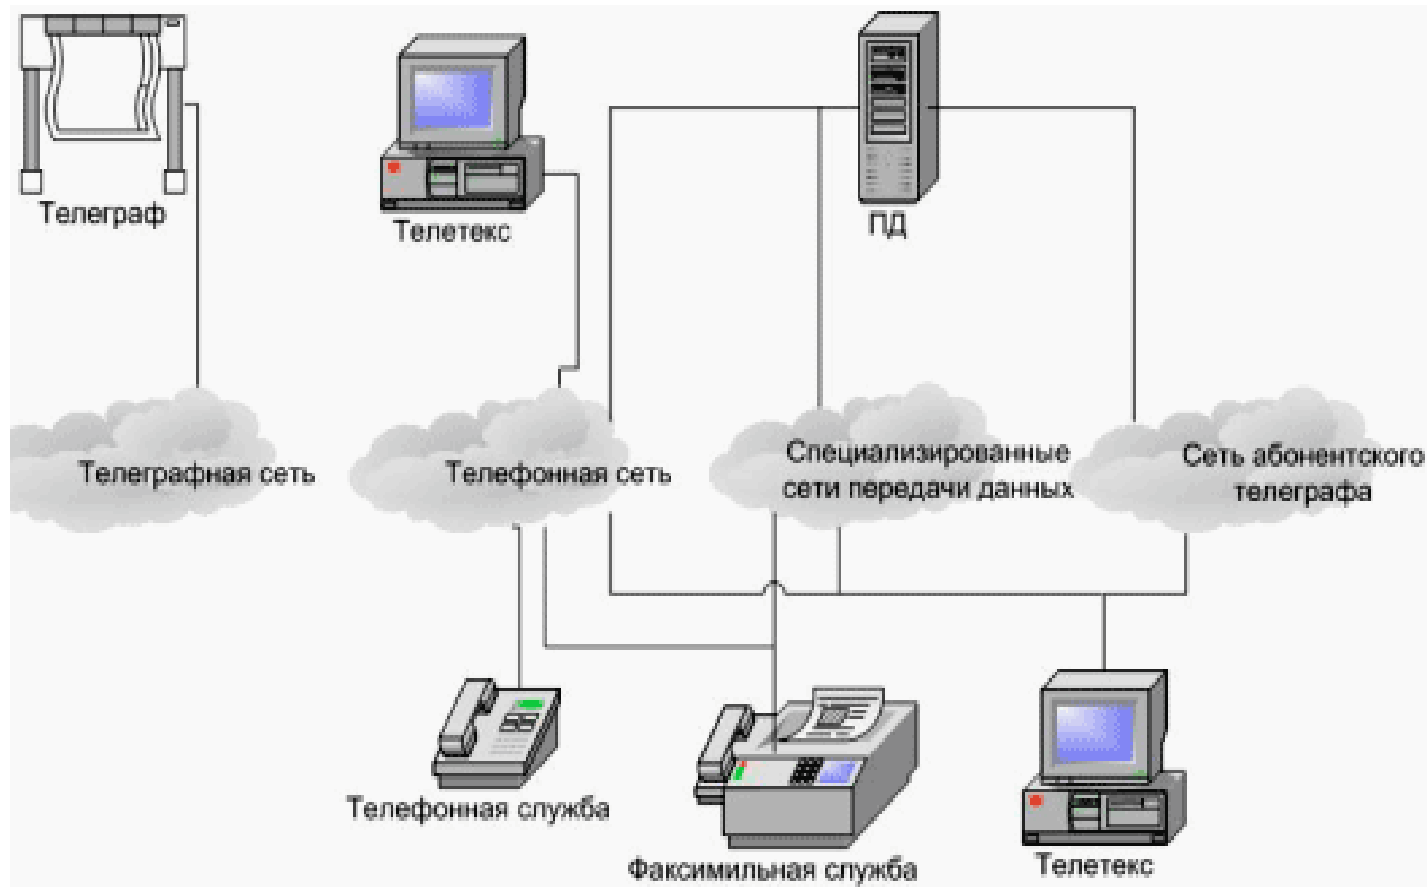 Телеграф
Телетекс
ПД
Телеграфная сеть
Телефонная сеть
Специализированные
сети передачи данных
Сеть абонентского
телеграфа
Телефонная служба
Факсимильная служба
Телетекс